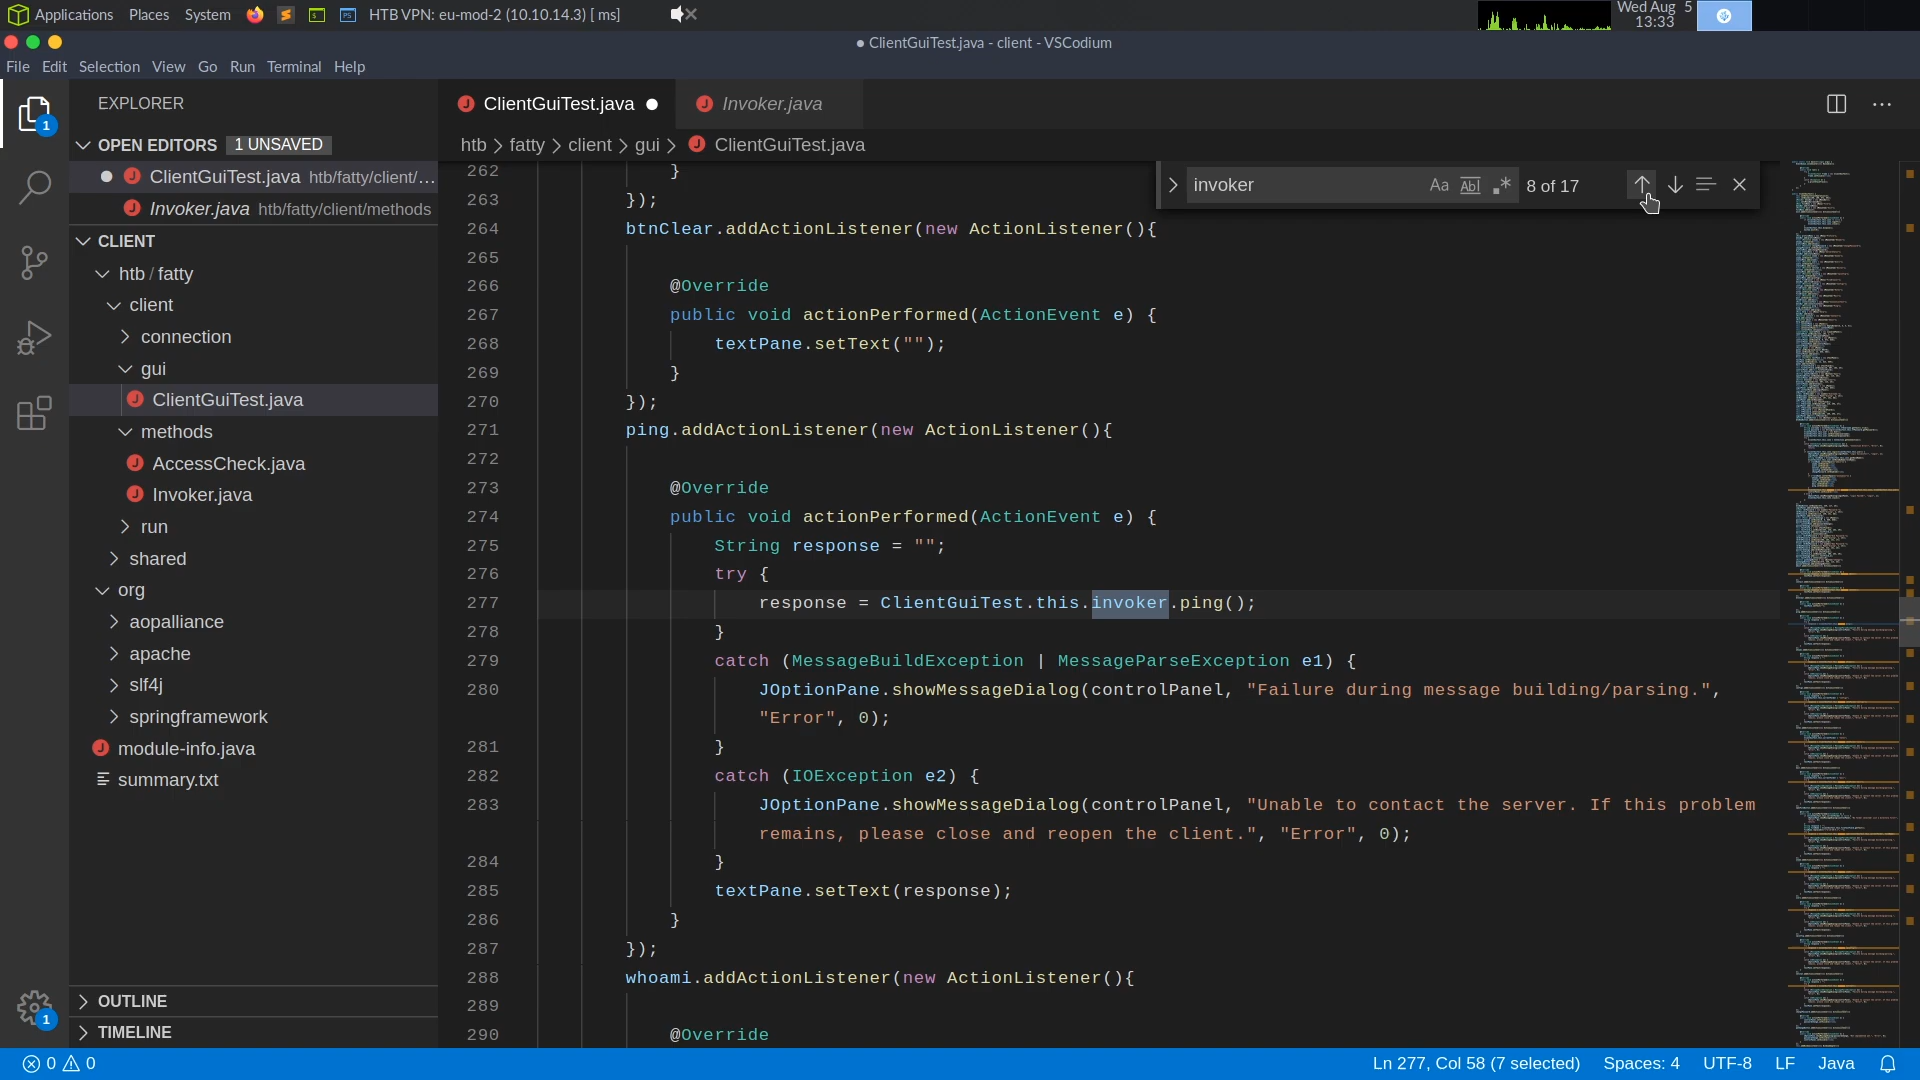 Applications Places System HTB VPN: eu-mod-2 (10.10.14.3) [ ms] Wed Aug 5
13:33
ClientGuiTest.java - client - VSCodium
File Edit Selection View Go Run Terminal Help
EXPLORER
OPEN EDITORS 1 UNSAVED
ClientGuiTest.java htb/fatty/client/...
Invoker.java htb/fatty/client/methods
CLIENT
htb / fatty
client
connection
gui
ClientGuiTest.java
methods
AccessCheck.java
Invoker.java
run
shared
org
aopalliance
apache
slf4j
springframework
module-info.java
summary.txt
OUTLINE
TIMELINE
1
1
ClientGuiTest.java Invoker.java
htb > fatty > client > gui > ClientGuiTest.java
invoker Aa Abl .* 8 of 17
262 }
263 });
264 btnClear.addActionListener(new ActionListener(){
265
266 @Override
267 public void actionPerformed(ActionEvent e) {
268 textPane.setText("");
269 }
270 });
271 ping.addActionListener(new ActionListener(){
272
273 @Override
274 public void actionPerformed(ActionEvent e) {
275 String response = "";
276 try {
277 response = ClientGuiTest.this.invoker.ping();
278 }
279 catch (MessageBuildException | MessageParseException e1) {
280 JOptionPane.showMessageDialog(controlPanel, "Failure during message building/parsing.",
"Error", 0);
281 }
282 catch (IOException e2) {
283 JOptionPane.showMessageDialog(controlPanel, "Unable to contact the server. If this problem
remains, please close and reopen the client.", "Error", 0);
284 }
285 textPane.setText(response);
286 }
287 });
288 whoami.addActionListener(new ActionListener(){
289
290 @Override
0 0 Ln 277, Col 58 (7 selected) Spaces: 4 UTF-8 LF Java